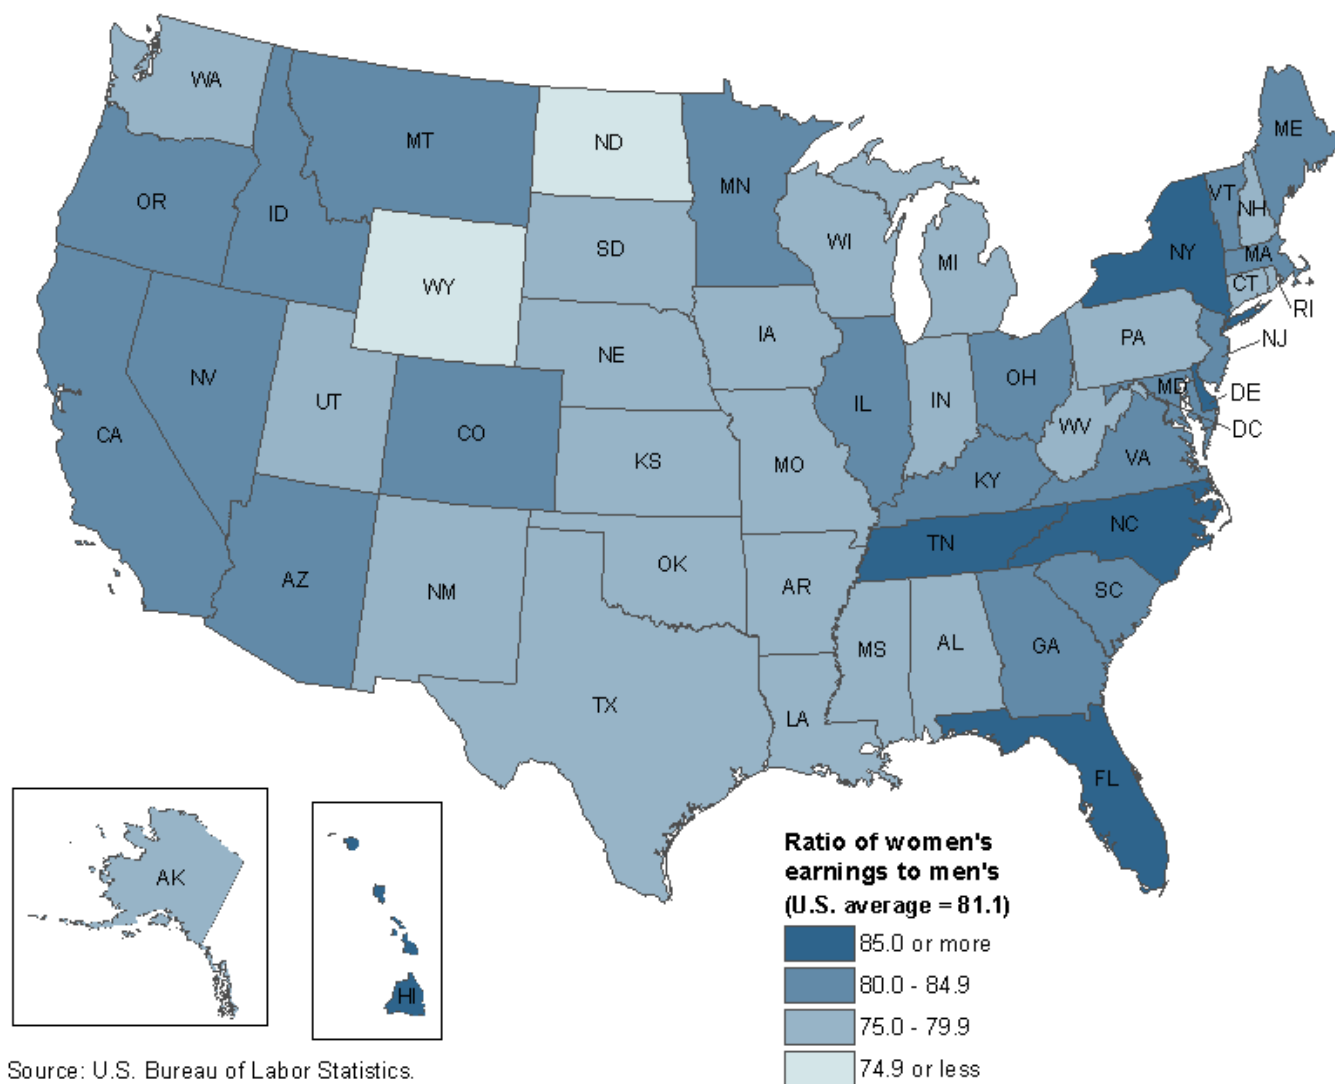 WA
MT
ND
MN
ME
OR
ID
SD
WI
MI
VT
NH
NY
MA
CT
RI
WY
NE
IA
PA
NJ
NV
UT
CO
IL
IN
OH
MD
DE
DC
CA
KS
MO
WV
VA
KY
AZ
NM
OK
AR
TN
NC
SC
MS
AL
GA
TX
LA
FL
AK
HI
Ratio of women's
earnings to men's
(U.S. average = 81.1)
85.0 or more
80.0 - 84.9
75.0 - 79.9
74.9 or less
Source: U.S. Bureau of Labor Statistics.